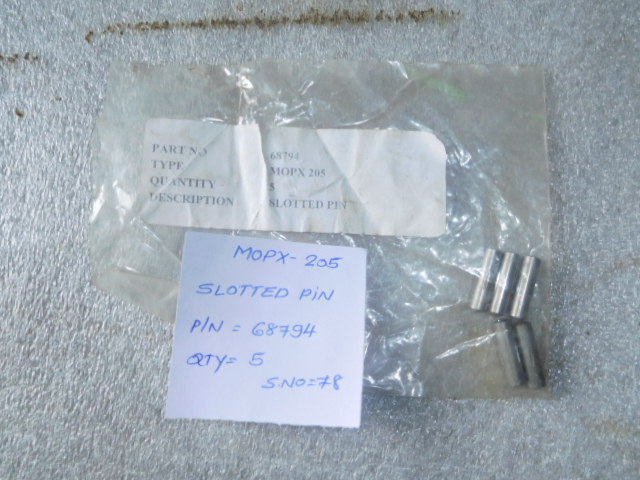 PART NO 68794
TYPE MOPX 205
QUANTITY - 5
DESCRIPTION SLOTTED PIN
MOPX- 205
SLOTTED PIN
P/N = 68794
QTY= 5
S.NO=78